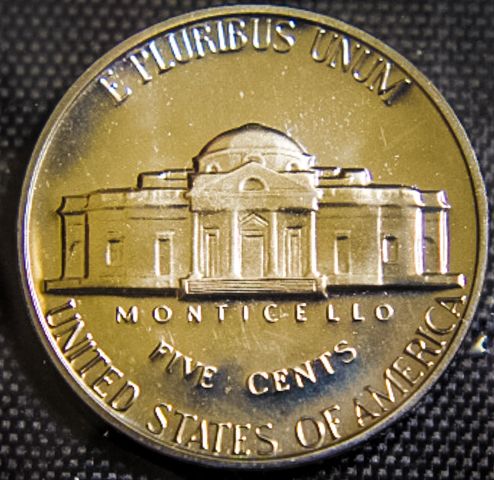 E PLURIBUS UNUM
MONTICELLO
FIVE CENTS
UNITED STATES OF AMERICA